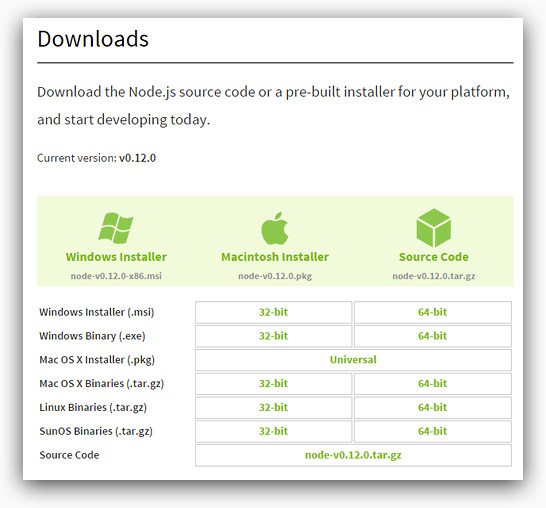 Downloads
Download the Node.js source code or a pre-built installer for your platform,
and start developing today.
Current version: v0.12.0
Windows Installer Macintosh Installer Source Code
node-v0.12.0-x86.msi node-v0.12.0.pkg node-v0.12.0.tar.gz
Windows Installer (.msi) 32-bit 64-bit
Windows Binary (.exe) 32-bit 64-bit
Mac OS X Installer (.pkg) Universal
Mac OS X Binaries (.tar.gz) 32-bit 64-bit
Linux Binaries (.tar.gz) 32-bit 64-bit
SunOS Binaries (.tar.gz) 32-bit 64-bit
Source Code node-v0.12.0.tar.gz